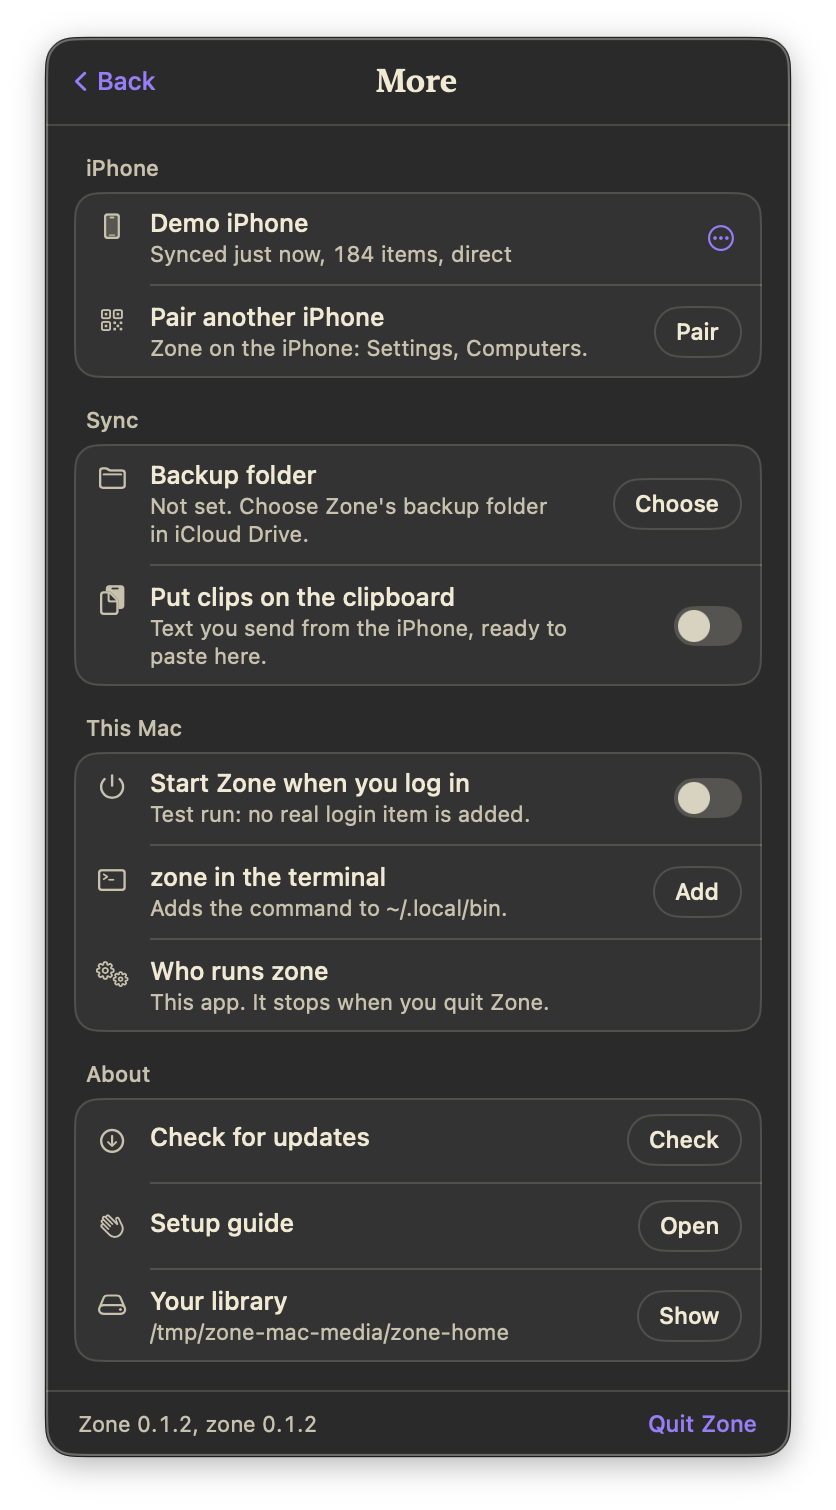 Back
More
iPhone
Demo iPhone
Synced just now, 184 items, direct
Pair another iPhone
Zone on the iPhone: Settings, Computers.
Pair
Sync
Backup folder
Not set. Choose Zone's backup folder
in iCloud Drive.
Choose
Put clips on the clipboard
Text you send from the iPhone, ready to
paste here.
This Mac
Start Zone when you log in
Test run: no real login item is added.
zone in the terminal
Adds the command to ~/.local/bin.
Add
Who runs zone
This app. It stops when you quit Zone.
About
Check for updates
Check
Setup guide
Open
Your library
/tmp/zone-mac-media/zone-home
Show
Zone 0.1.2, zone 0.1.2
Quit Zone